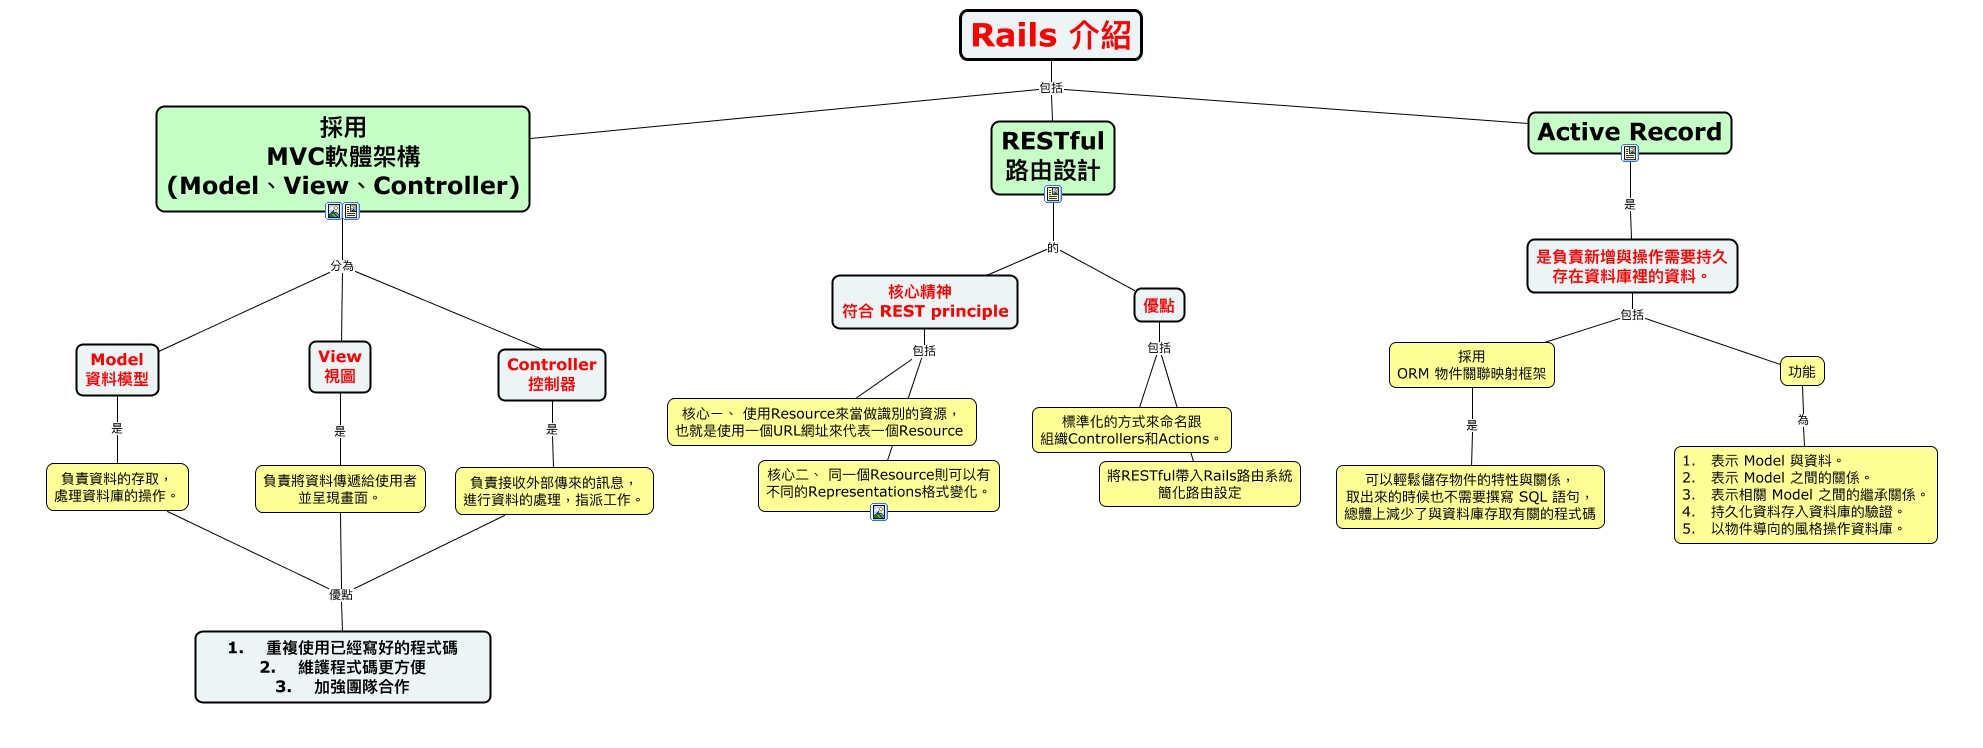 Rails 介紹
包括
採用
MVC軟體架構
(Model、View、Controller)
分為
Model
資料模型
是
負責資料的存取，
處理資料庫的操作。
View
視圖
是
負責將資料傳遞給使用者
並呈現畫面。
Controller
控制器
是
負責接收外部傳來的訊息，
進行資料的處理，指派工作。
優點
1. 重複使用已經寫好的程式碼
2. 維護程式碼更方便
3. 加強團隊合作
RESTful
路由設計
的
核心精神
符合 REST principle
包括
核心一、 使用Resource來當做識別的資源，
也就是使用一個URL網址來代表一個Resource
核心二、 同一個Resource則可以有
不同的Representations格式變化。
優點
包括
標準化的方式來命名跟
組織Controllers和Actions。
將RESTful帶入Rails路由系統
簡化路由設定
Active Record
是
是負責新增與操作需要持久
存在資料庫裡的資料。
包括
採用
ORM 物件關聯映射框架
是
可以輕鬆儲存物件的特性與關係，
取出來的時候也不需要撰寫 SQL 語句，
總體上減少了與資料庫存取有關的程式碼
功能
為
1. 表示 Model 與資料。
2. 表示 Model 之間的關係。
3. 表示相關 Model 之間的繼承關係。
4. 持久化資料存入資料庫的驗證。
5. 以物件導向的風格操作資料庫。